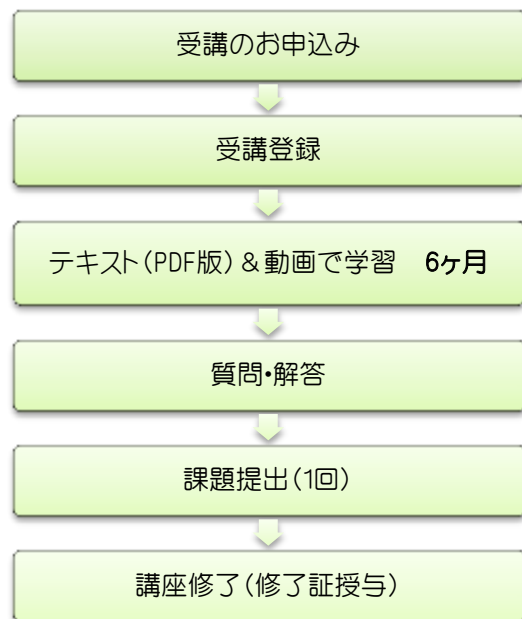 受講のお申込み
受講登録
テキスト(PDF版)&動画で学習　6ヶ月
質問・解答
課題提出(1回)
講座修了(修了証授与)